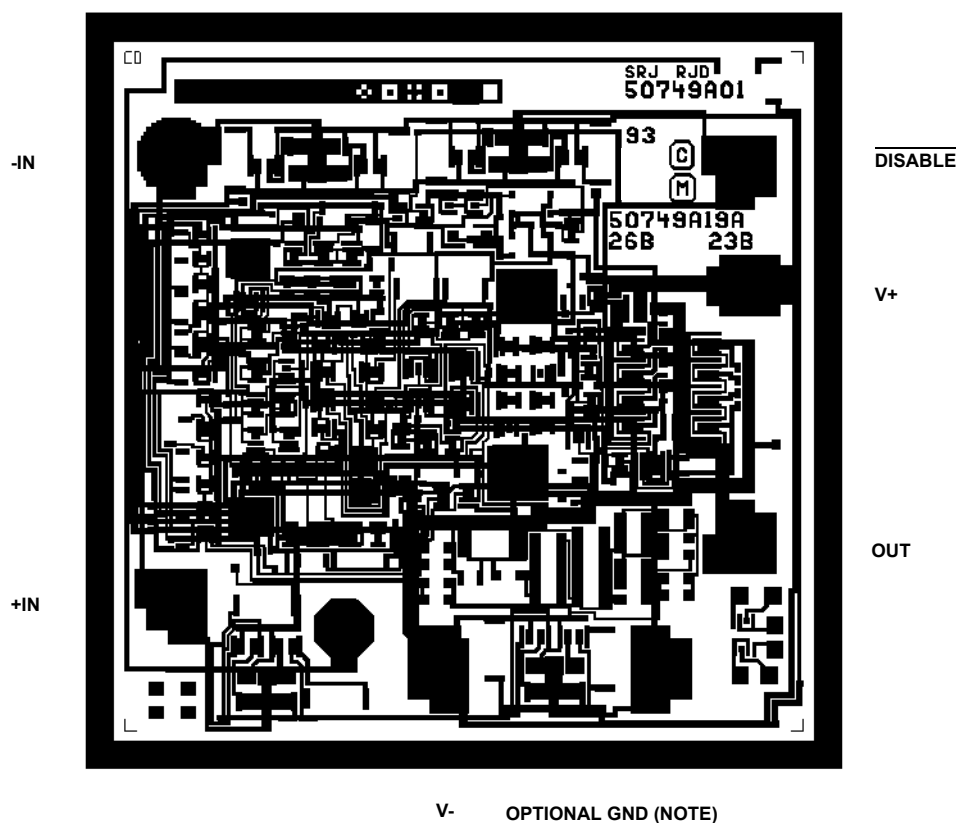 CD
SRJ RJD
50749A01
93
C
M
-IN
DISABLE
50749A19A
26B 23B
V+
OUT
+IN
V- OPTIONAL GND (NOTE)